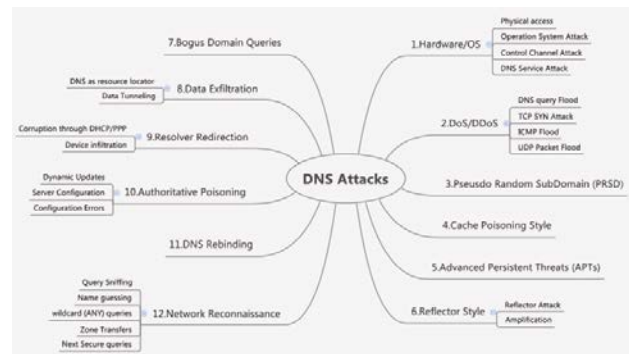 DNS Attacks
1.Hardware/OS
Physical access
Operation System Attack
Control Channel Attack
DNS Service Attack
2.DoS/DDoS
DNS query Flood
TCP SYN Attack
ICMP Flood
UDP Packet Flood
3.Pseusdo Random SubDomain (PRSD)
4.Cache Poisoning Style
5.Advanced Persistent Threats (APTs)
6.Reflector Style
Reflector Attack
Amplification
7.Bogus Domain Queries
8.Data Exfiltration
DNS as resource locator
Data Tunneling
9.Resolver Redirection
Corruption through DHCP/PPP
Device infiltration
10.Authoritative Poisoning
Dynamic Updates
Server Configuration
Configuration Errors
11.DNS Rebinding
12.Network Reconnaissance
Query Sniffing
Name guessing
wildcard (ANY) queries
Zone Transfers
Next Secure queries